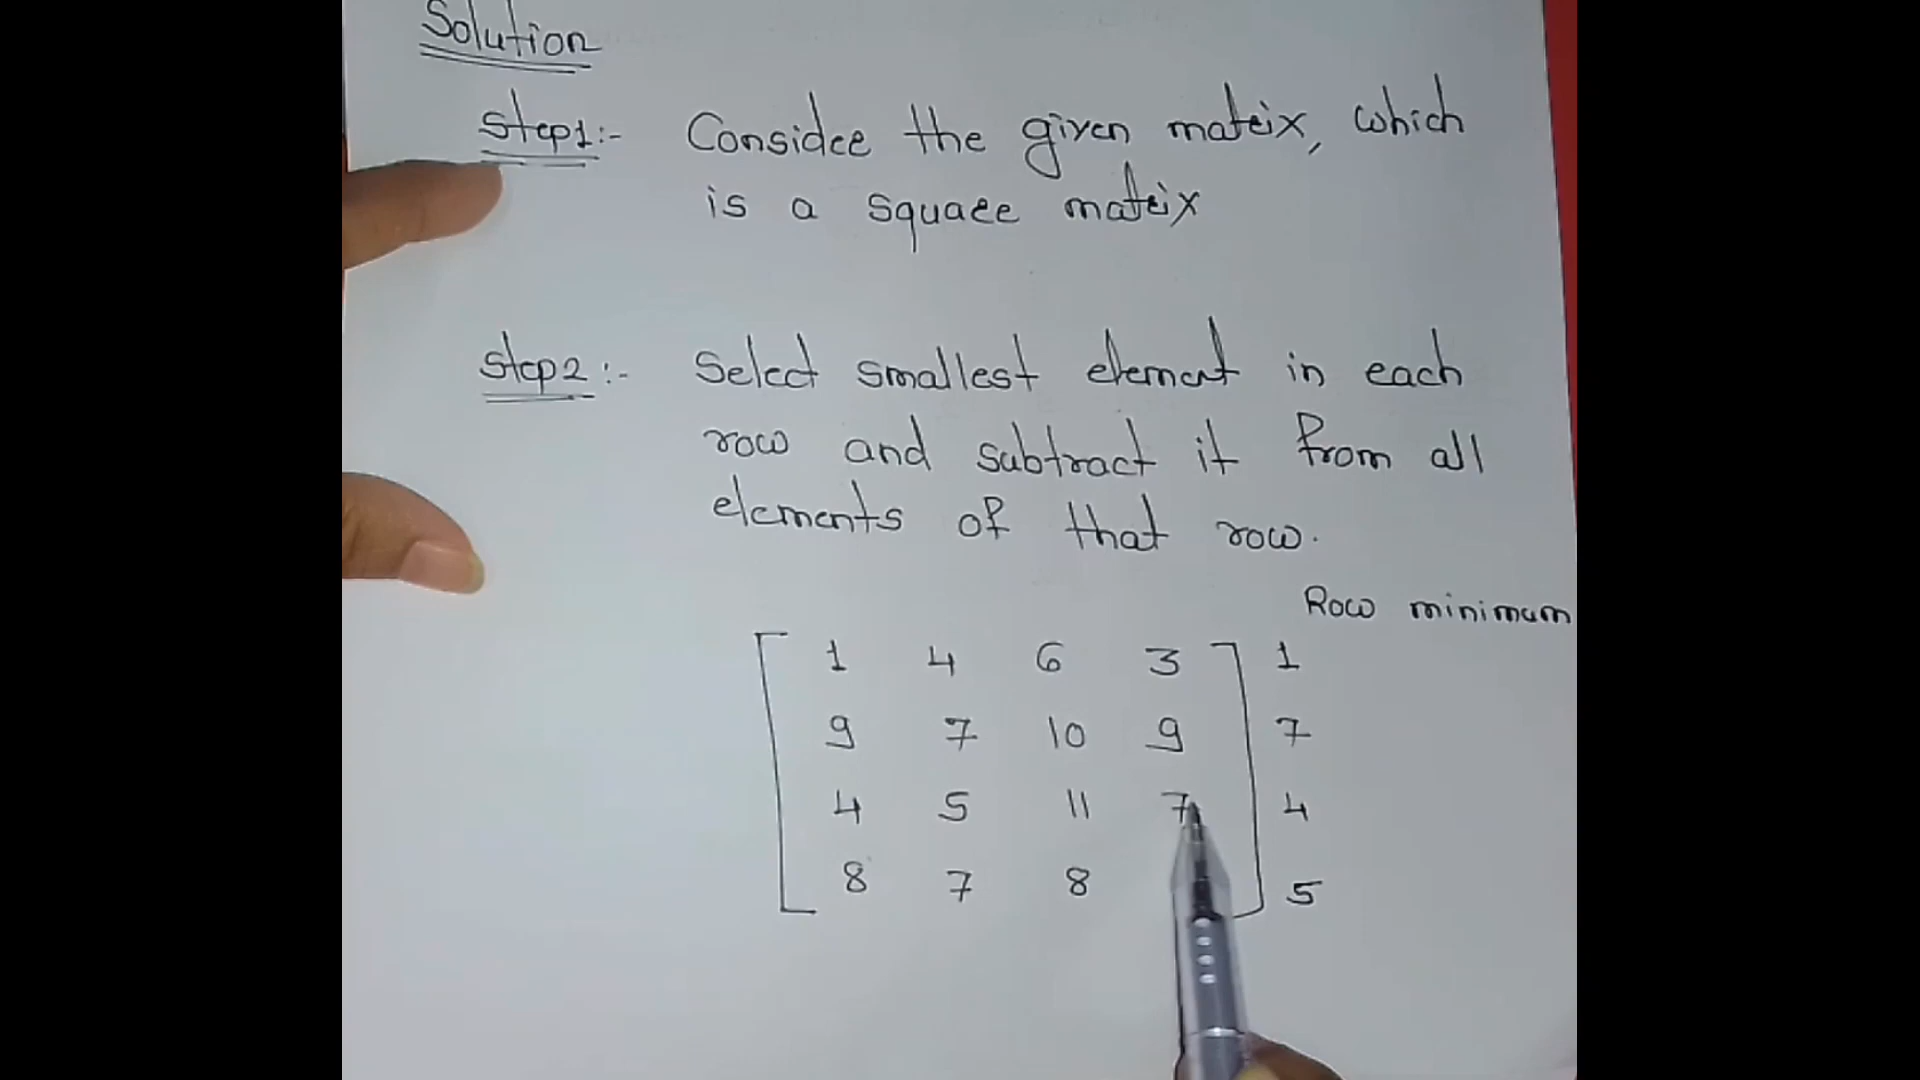 Solution
Step1:- Consider the given matrix, which
is a square matrix
Step2:- Select smallest element in each
row and subtract it from all
elements of that row.
Row minimum
1 4 6 3 1
9 7 10 9 7
4 5 11 7 4
8 7 8 5